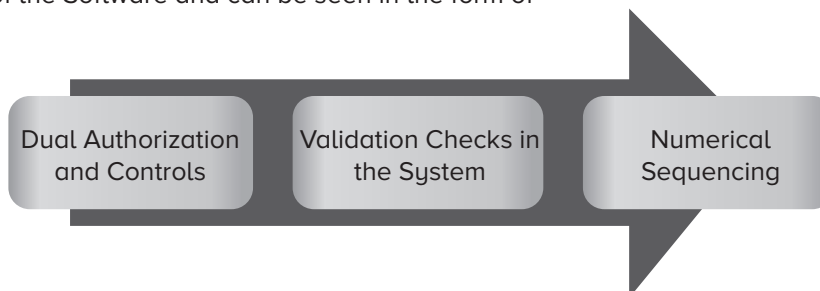 of the Software and can be seen in the form of
Dual Authorization
and Controls
Validation Checks in
the System
Numerical
Sequencing